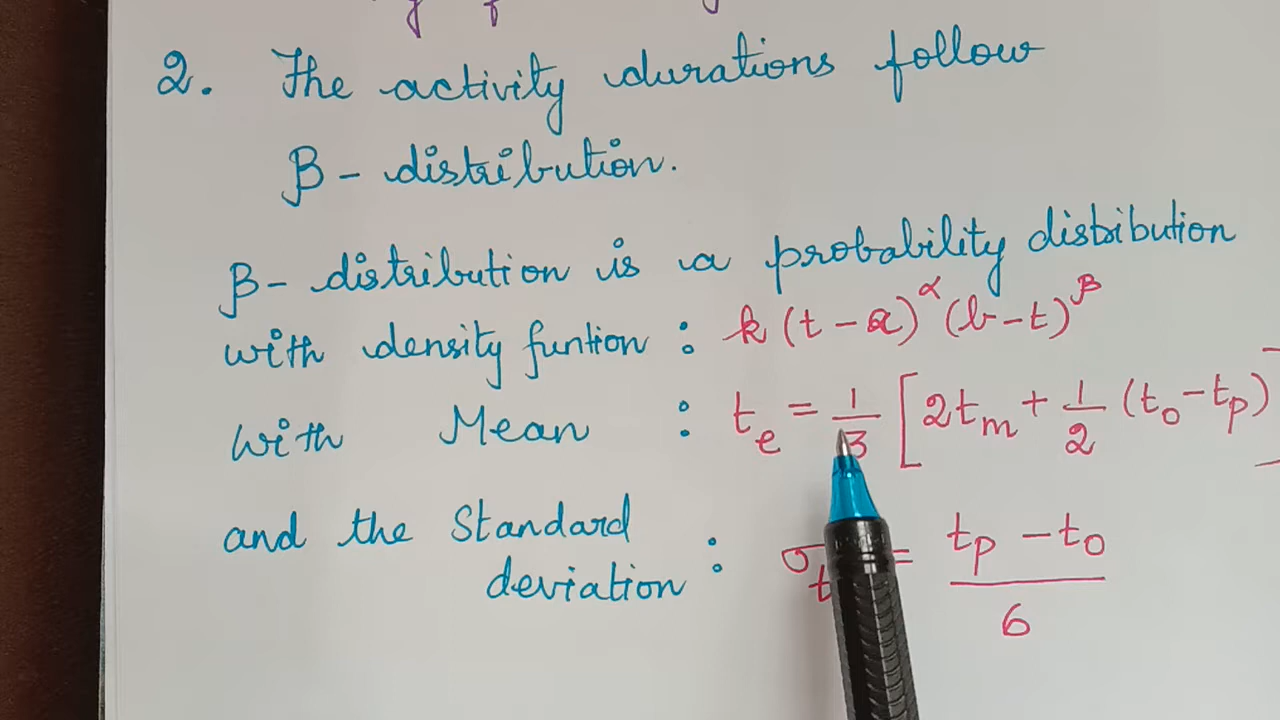 2. The activity durations follow
β - distribution.
β - distribution is a probability distribution
with density funtion : k (t - a)^α (b - t)^β
with Mean : t_e = 1/3 [2t_m + 1/2 (t_o - t_p)]
and the Standard
deviation : σ_t = (t_p - t_o)/6